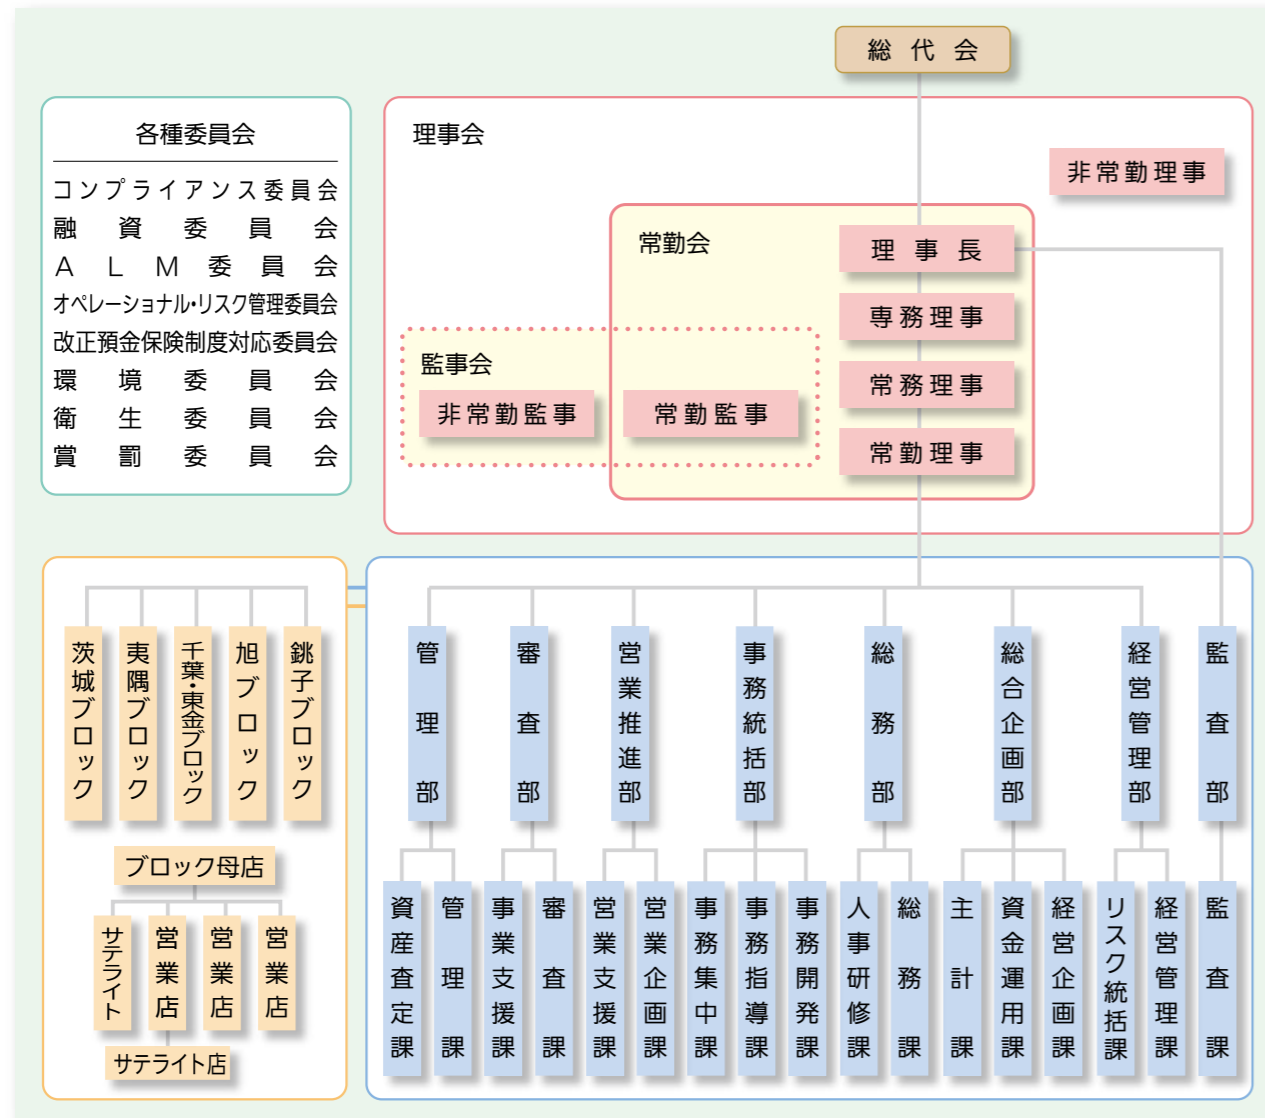 総代会
各種委員会
コンプライアンス委員会
融資委員会
ALM委員会
オペレーショナル・リスク管理委員会
改正預金保険制度対応委員会
環境委員会
衛生委員会
賞罰委員会
理事会
非常勤理事
常勤会
理事長
専務理事
常務理事
常勤理事
監事会
非常勤監事
常勤監事
茨城ブロック
夷隅ブロック
千葉・東金ブロック
旭ブロック
銚子ブロック
ブロック母店
サテライト
営業店
営業店
営業店
サテライト店
管理部
審査部
営業推進部
事務統括部
総務部
総合企画部
経営管理部
監査部
資産査定課
管理課
事業支援課
審査課
営業支援課
営業企画課
事務集中課
事務指導課
事務開発課
人事研修課
総務課
主計課
資金運用課
経営企画課
リスク統括課
経営管理課
監査課